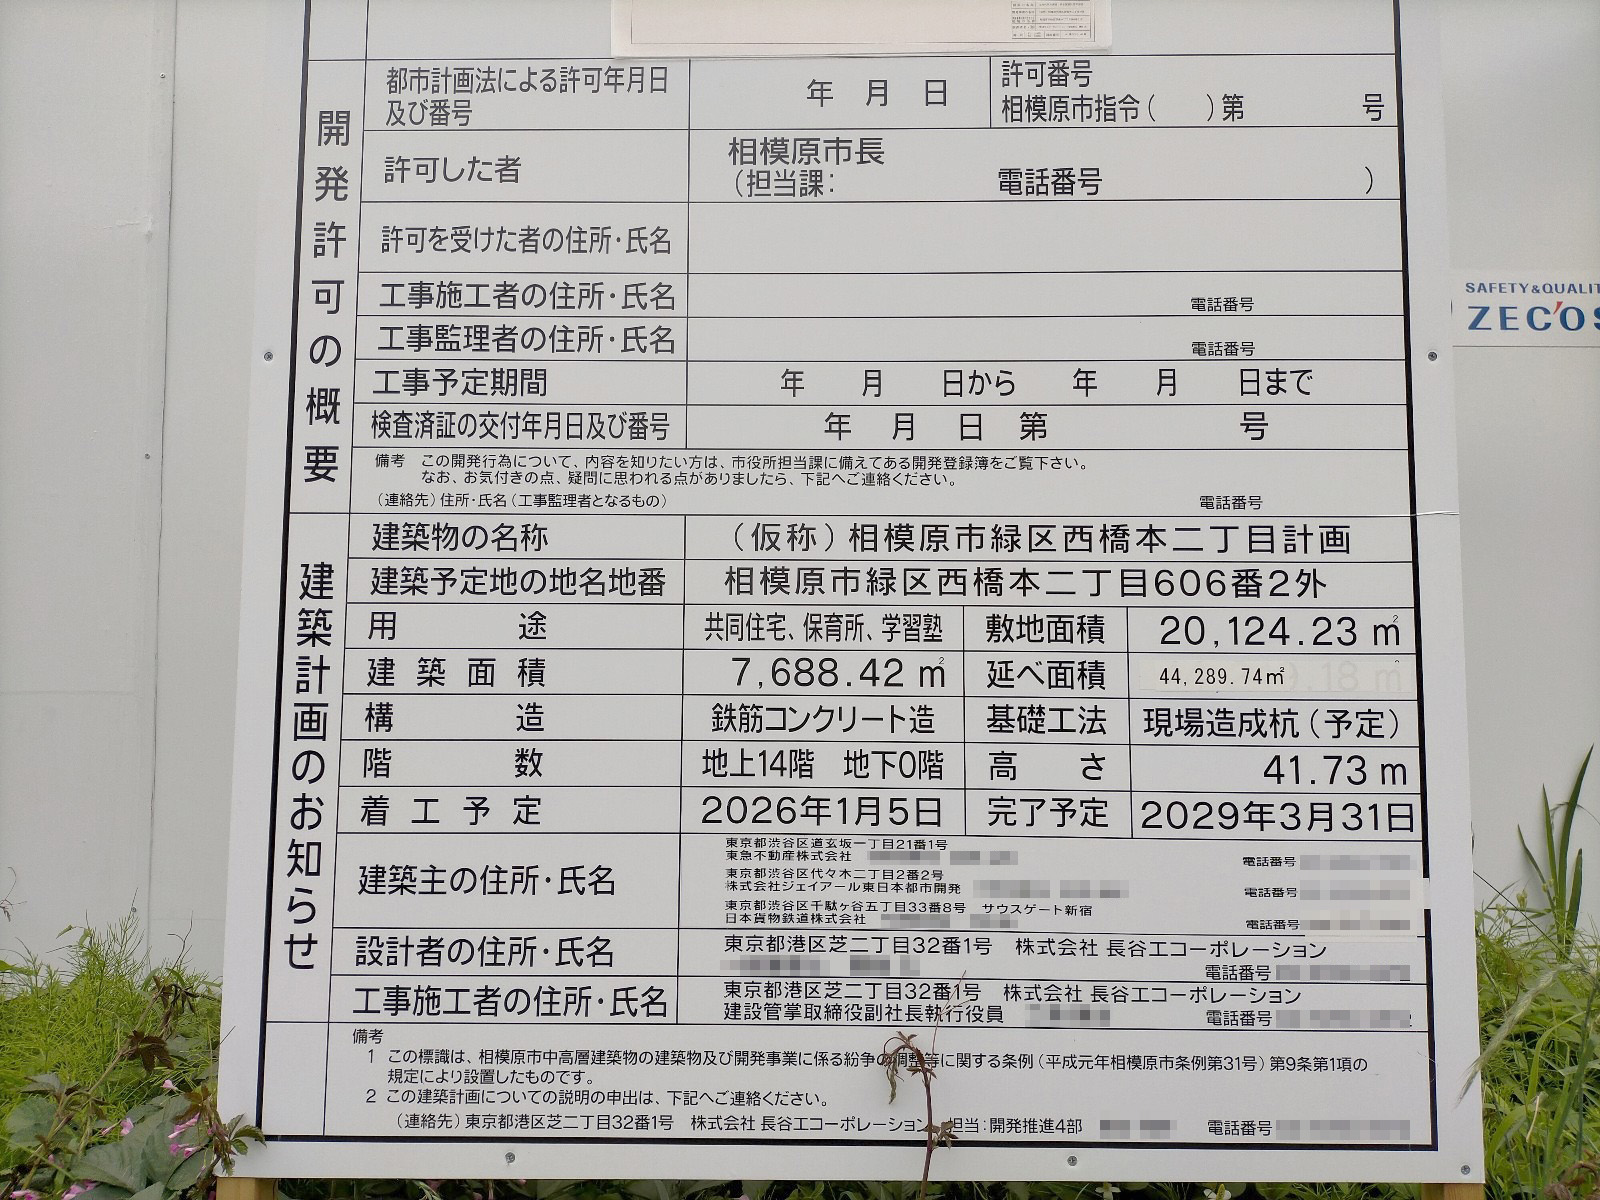 開発許可の概要
都市計画法による許可年月日
及び番号
年 月 日
許可番号
相模原市指令( )第 号
許可した者
相模原市長
(担当課: 電話番号 )
許可を受けた者の住所・氏名
工事施工者の住所・氏名
電話番号
工事監理者の住所・氏名
電話番号
工事予定期間
年 月 日から 年 月 日まで
検査済証の交付年月日及び番号
年 月 日 第 号
備考 この開発行為について、内容を知りたい方は、市役所担当課に備えてある開発登録簿をご覧下さい。
なお、お気付きの点、疑問に思われる点がありましたら、下記へご連絡ください。
(連絡先)住所・氏名(工事監理者となるもの) 電話番号
建築計画のお知らせ
建築物の名称
(仮称)相模原市緑区西橋本二丁目計画
建築予定地の地名地番
相模原市緑区西橋本二丁目606番2外
用途
共同住宅、保育所、学習塾
敷地面積
20,124.23㎡
建築面積
7,688.42㎡
延べ面積
44,289.74㎡
構造
鉄筋コンクリート造
基礎工法
現場造成杭(予定)
階数
地上14階 地下0階
高さ
41.73m
着工予定
2026年1月5日
完了予定
2029年3月31日
建築主の住所・氏名
東京都渋谷区道玄坂一丁目21番1号
東急不動産株式会社
電話番号
東京都渋谷区代々木二丁目2番2号
株式会社ジェイアール東日本都市開発
電話番号
東京都渋谷区千駄ヶ谷五丁目33番8号 サウスゲート新宿
日本貨物鉄道株式会社
電話番号
設計者の住所・氏名
東京都港区芝二丁目32番1号 株式会社 長谷工コーポレーション
電話番号
工事施工者の住所・氏名
東京都港区芝二丁目32番1号 株式会社 長谷工コーポレーション
建設管掌取締役副社長執行役員
電話番号
備考
1 この標識は、相模原市中高層建築物の建築物及び開発事業に係る紛争の調整等に関する条例(平成元年相模原市条例第31号)第9条第1項の
規定により設置したものです。
2 この建築計画についての説明の申出は、下記へご連絡ください。
(連絡先)東京都港区芝二丁目32番1号 株式会社 長谷工コーポレーション 担当:開発推進4部
電話番号
SAFETY&QUALIT
ZECOS